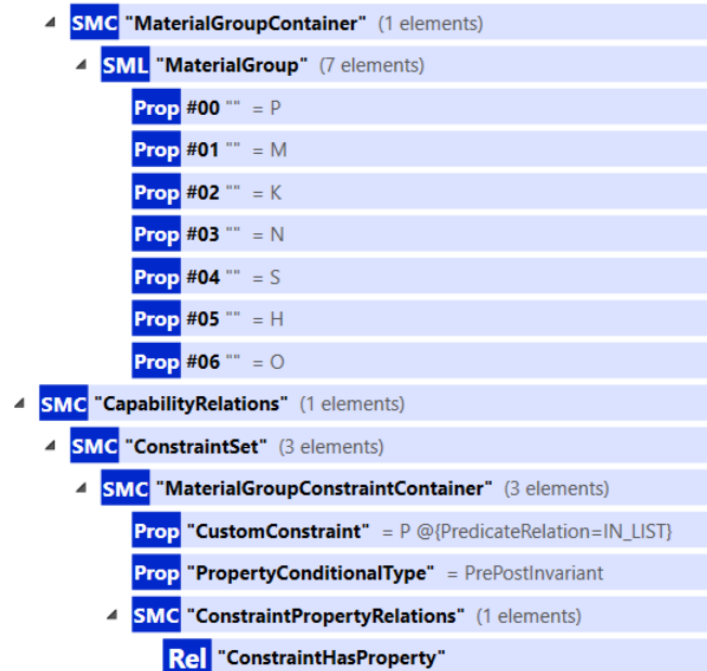 SMC "MaterialGroupContainer" (1 elements)
SML "MaterialGroup" (7 elements)
Prop #00 "" = P
Prop #01 "" = M
Prop #02 "" = K
Prop #03 "" = N
Prop #04 "" = S
Prop #05 "" = H
Prop #06 "" = O
SMC "CapabilityRelations" (1 elements)
SMC "ConstraintSet" (3 elements)
SMC "MaterialGroupConstraintContainer" (3 elements)
Prop "CustomConstraint" = P @{PredicateRelation=IN_LIST}
Prop "PropertyConditionalType" = PrePostInvariant
SMC "ConstraintPropertyRelations" (1 elements)
Rel "ConstraintHasProperty"